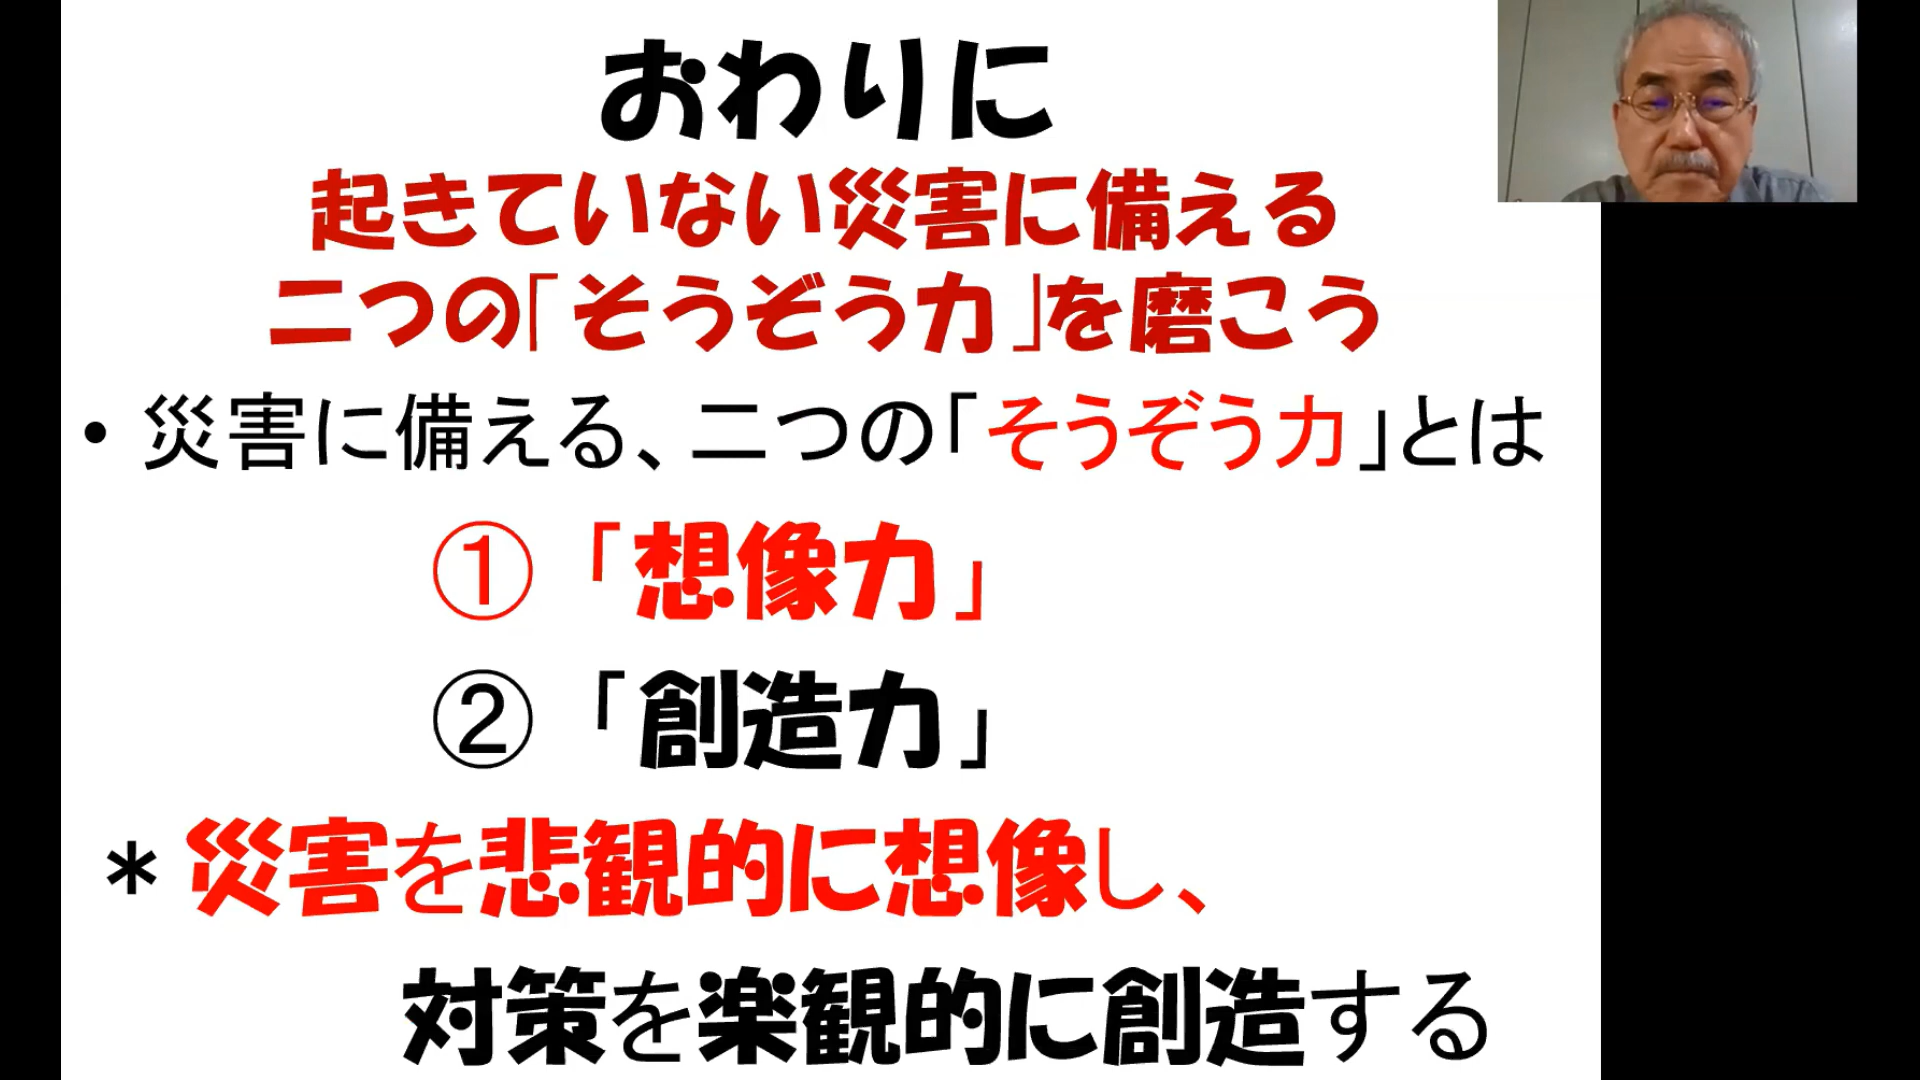 おわりに
起きていない災害に備える
二つの「そうぞう力」を磨こう
• 災害に備える、二つの「そうぞう力」とは
① 「想像力」
② 「創造力」
* 災害を悲観的に想像し、
対策を楽観的に創造する